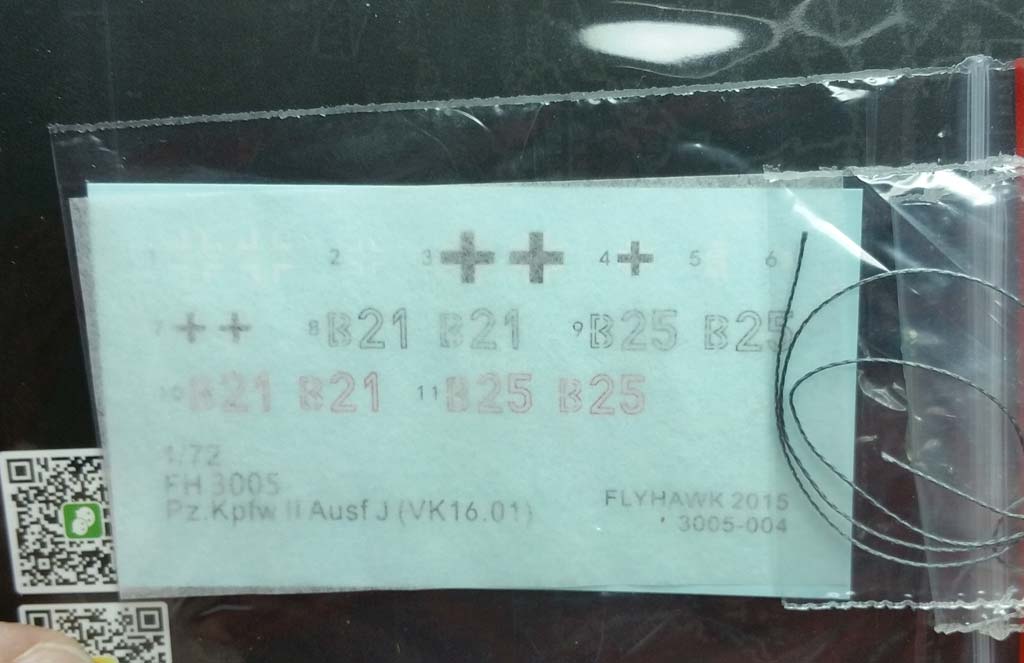 1 2 3 4 5 6
7 8 B21 B21 9 B25 B25
10 B21 B21 11 B25 B25
1/72
FH 3005
Pz.Kpfw II Ausf J (VK16.01)
FLYHAWK 2015
3005-004